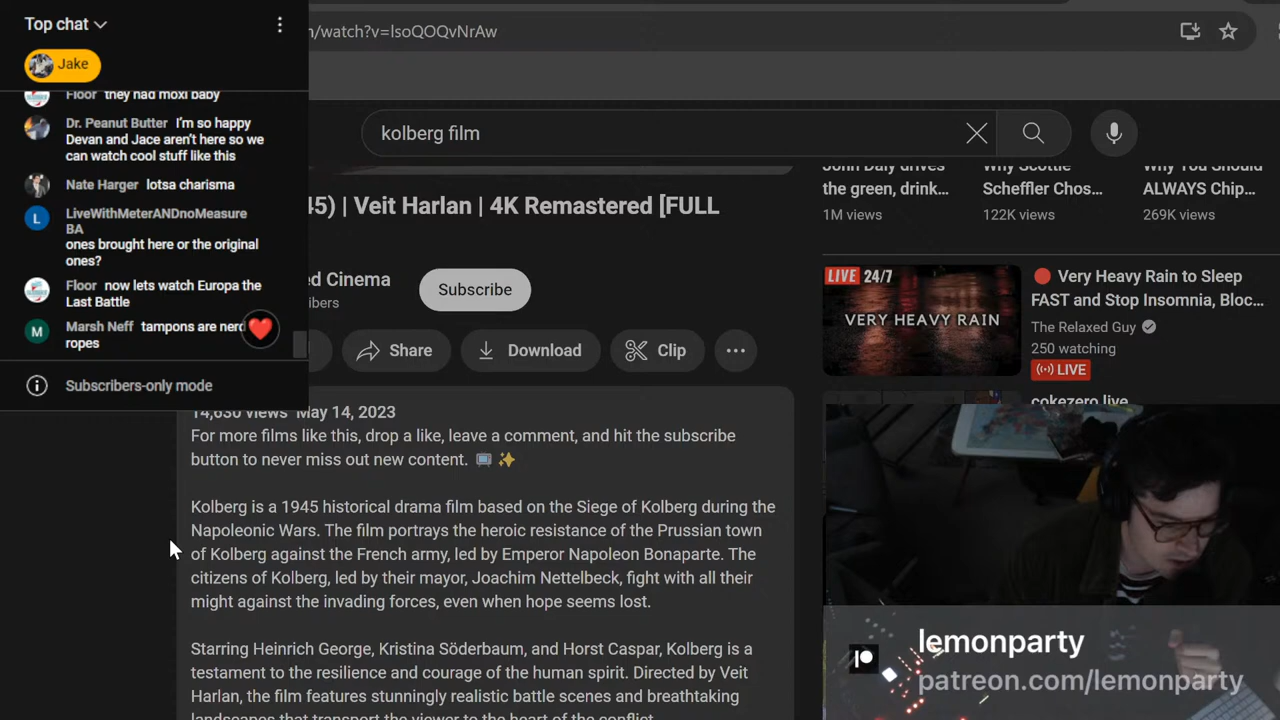 Top chat
Jake
Floor they had moxi baby
Dr. Peanut Butter I'm so happy
Devan and Jace aren't here so we
can watch cool stuff like this
Nate Harger lotsa charisma
L
LiveWithMeterANDnoMeasure
BA
ones brought here or the original
ones?
Floor now lets watch Europa the
Last Battle
M
Marsh Neff tampons are nerd
ropes
Subscribers-only mode
/watch?v=lsoQOQvNrAw
kolberg film
45) | Veit Harlan | 4K Remastered [FULL
ed Cinema
ibers
Subscribe
Share
Download
Clip
14,630 views May 14, 2023
For more films like this, drop a like, leave a comment, and hit the subscribe
button to never miss out new content. 📺 ✨
Kolberg is a 1945 historical drama film based on the Siege of Kolberg during the
Napoleonic Wars. The film portrays the heroic resistance of the Prussian town
of Kolberg against the French army, led by Emperor Napoleon Bonaparte. The
citizens of Kolberg, led by their mayor, Joachim Nettelbeck, fight with all their
might against the invading forces, even when hope seems lost.
Starring Heinrich George, Kristina Söderbaum, and Horst Caspar, Kolberg is a
testament to the resilience and courage of the human spirit. Directed by Veit
Harlan, the film features stunningly realistic battle scenes and breathtaking
landscapes that transport the viewer to the heart of the conflict.
John Daly drives
the green, drink...
1M views
Why Scottie
Scheffler Chos...
122K views
Why You Should
ALWAYS Chip...
269K views
LIVE 24/7
VERY HEAVY RAIN
Very Heavy Rain to Sleep
FAST and Stop Insomnia, Bloc...
The Relaxed Guy
250 watching
LIVE
cokezero live
lemonparty
patreon.com/lemonparty